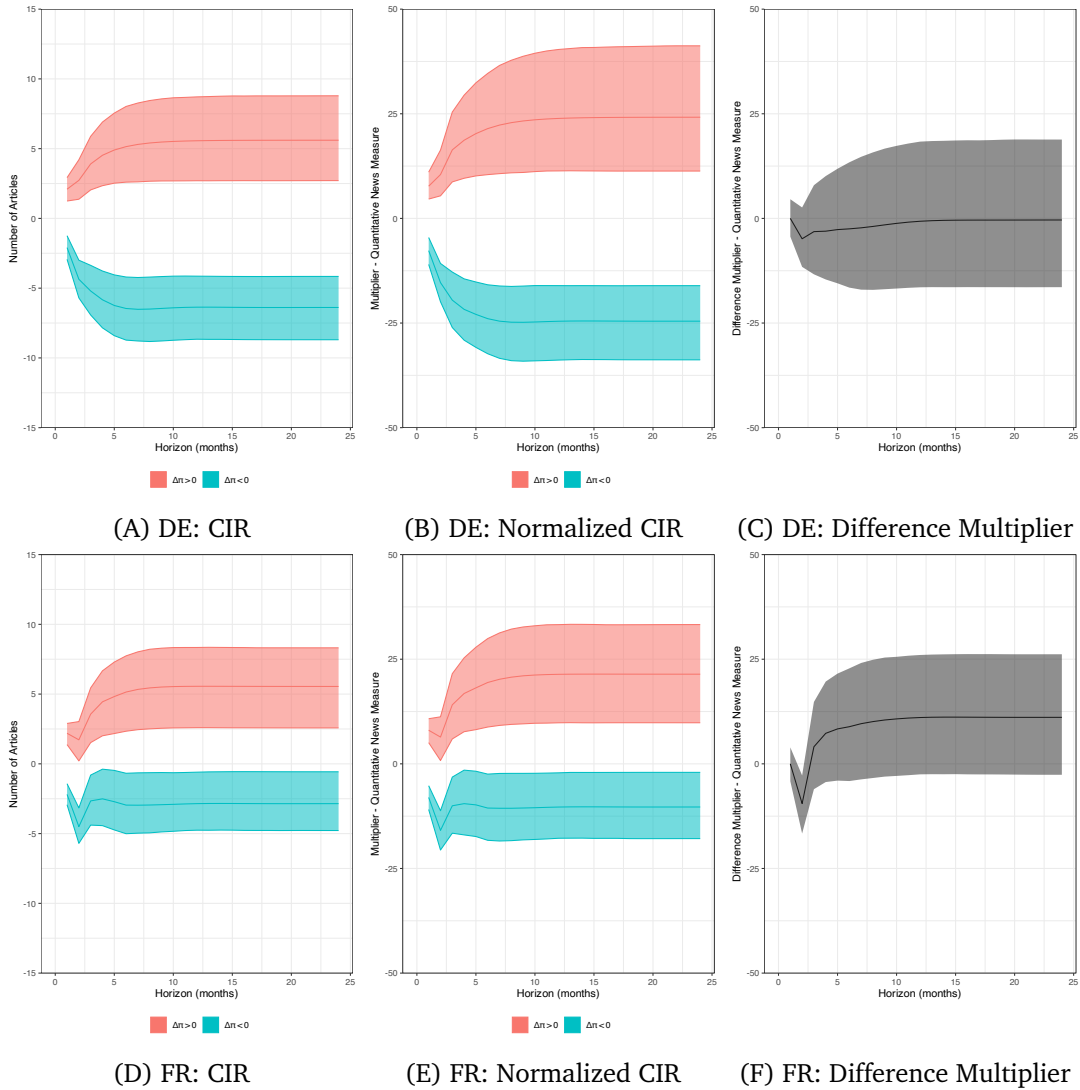 15
10
5
0
-5
-10
-15
Number of Articles
0 5 10 15 20 25
Horizon (months)
Δπ>0 Δπ<0
(A) DE: CIR
50
25
0
-25
-50
Multiplier - Quantitative News Measure
0 5 10 15 20 25
Horizon (months)
Δπ>0 Δπ<0
(B) DE: Normalized CIR
50
25
0
-25
-50
Difference Multiplier - Quantitative News Measure
0 5 10 15 20 25
Horizon (months)
(C) DE: Difference Multiplier
15
10
5
0
-5
-10
-15
Number of Articles
0 5 10 15 20 25
Horizon (months)
Δπ>0 Δπ<0
(D) FR: CIR
50
25
0
-25
-50
Multiplier - Quantitative News Measure
0 5 10 15 20 25
Horizon (months)
Δπ>0 Δπ<0
(E) FR: Normalized CIR
50
25
0
-25
-50
Difference Multiplier - Quantitative News Measure
0 5 10 15 20 25
Horizon (months)
(F) FR: Difference Multiplier